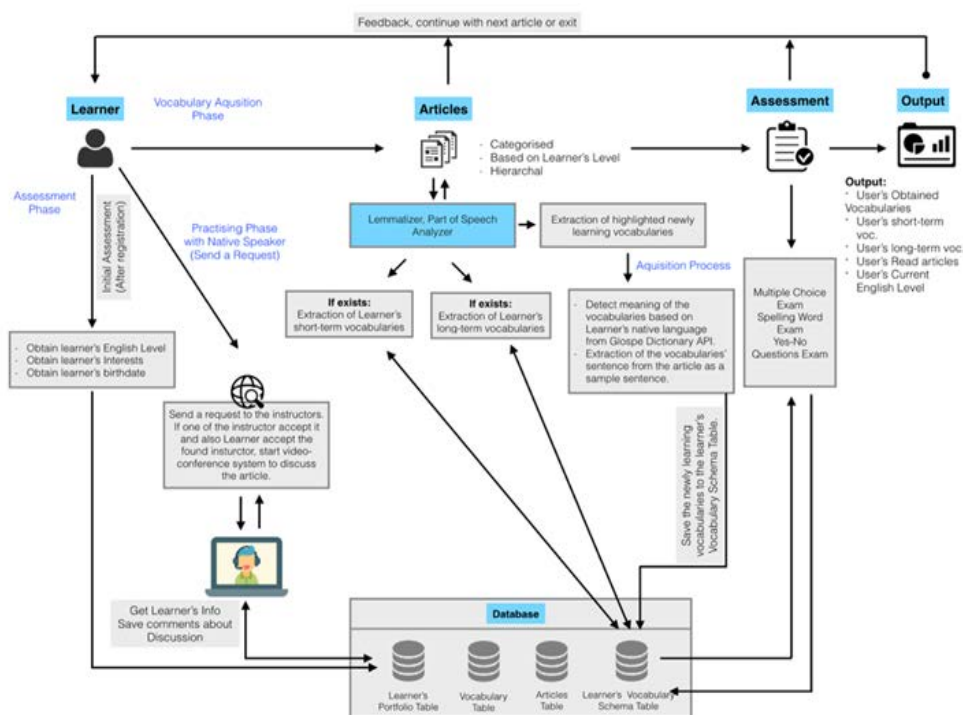 Feedback, continue with next article or exit
Learner
Vocabulary Aqusition
Phase
Articles
Assessment
Output
- Categorised
- Based on Learner's Level
- Hierarchal
Assessment
Phase
Initial Assessment
(After registration)
Practising Phase
with Native Speaker
(Send a Request)
Lemmatizer, Part of Speech
Analyzer
Extraction of highlighted newly
learning vocabularies
Output:
· User's Obtained
Vocabularies
· User's short-term
voc.
· User's long-term voc.
· User's Read articles
· User's Current
English Level
Aquisition Process
If exists:
Extraction of Learner's
short-term vocabularies
If exists:
Extraction of Learner's
long-term vocabularies
- Detect meaning of the
vocabularies based on
Learner's native language
from Glospe Dictionary API.
- Extraction of the vocabularies'
sentence from the article as a
sample sentence.
Multiple Choice
Exam
Spelling Word
Exam
Yes-No
Questions Exam
- Obtain learner's English Level
- Obtain learner's Interests
- Obtain learner's birthdate
Send a request to the instructors.
If one of the instructor accept it
and also Learner accept the
found insturctor, start video-
conference system to discuss
the article.
Save the newly learning
vocabularies to the learner's
Vocabulary Schema Table.
Get Learner's Info
Save comments about
Discussion
Database
Learner's
Portfolio Table
Vocabulary
Table
Articles
Table
Learner's Vocabulary
Schema Table